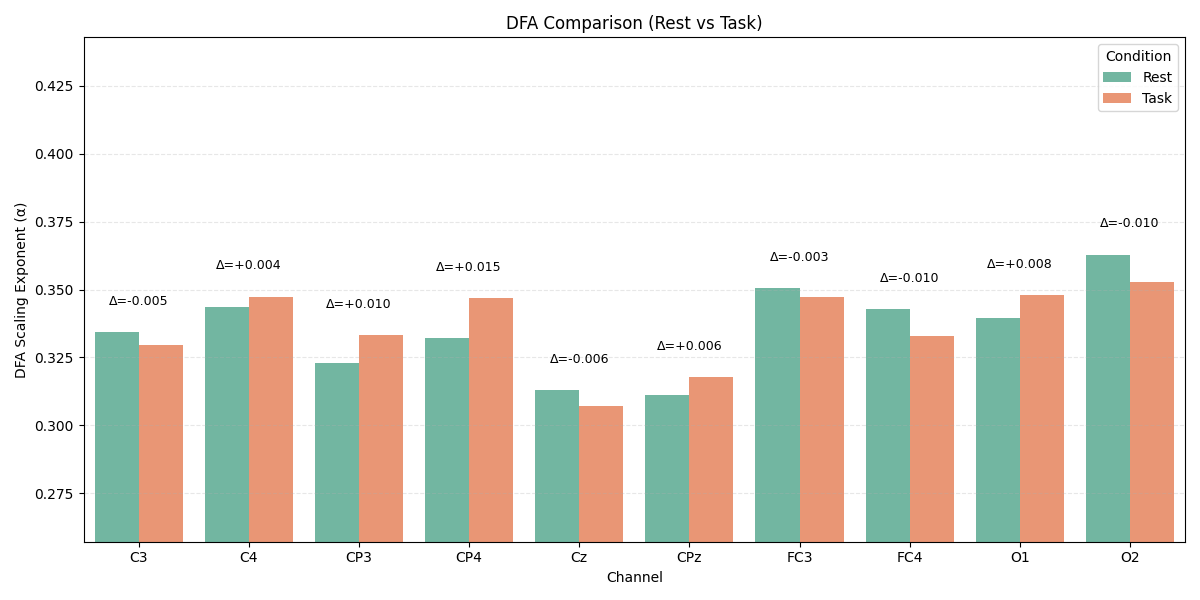 DFA Comparison (Rest vs Task)
Condition
Rest
Task
DFA Scaling Exponent (α)
0.425
0.400
0.375
0.350
0.325
0.300
0.275
Δ=-0.005
Δ=+0.004
Δ=+0.010
Δ=+0.015
Δ=-0.006
Δ=+0.006
Δ=-0.003
Δ=-0.010
Δ=+0.008
Δ=-0.010
C3 C4 CP3 CP4 Cz CPz FC3 FC4 O1 O2
Channel